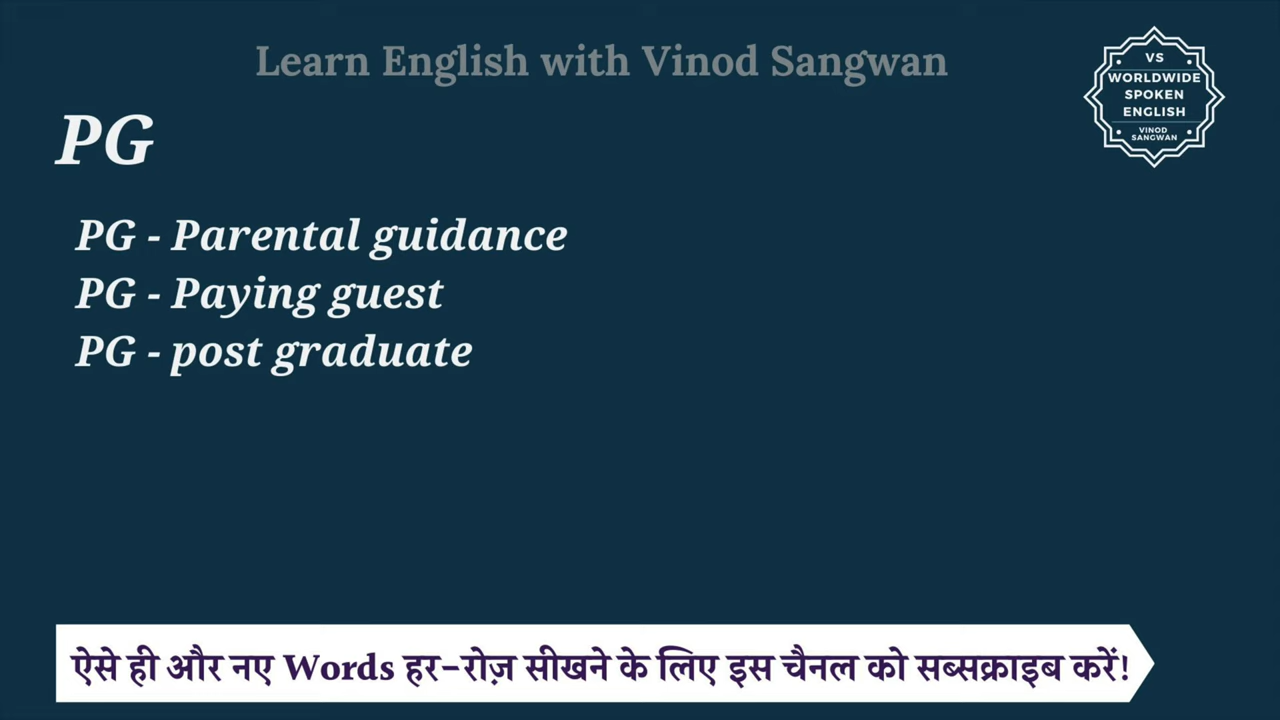 Learn English with Vinod Sangwan
VS
WORLDWIDE
SPOKEN
ENGLISH
VINOD
SANGWAN
PG
PG - Parental guidance
PG - Paying guest
PG - post graduate
ऐसे ही और नए Words हर-रोज़ सीखने के लिए इस चैनल को सब्सक्राइब करें!